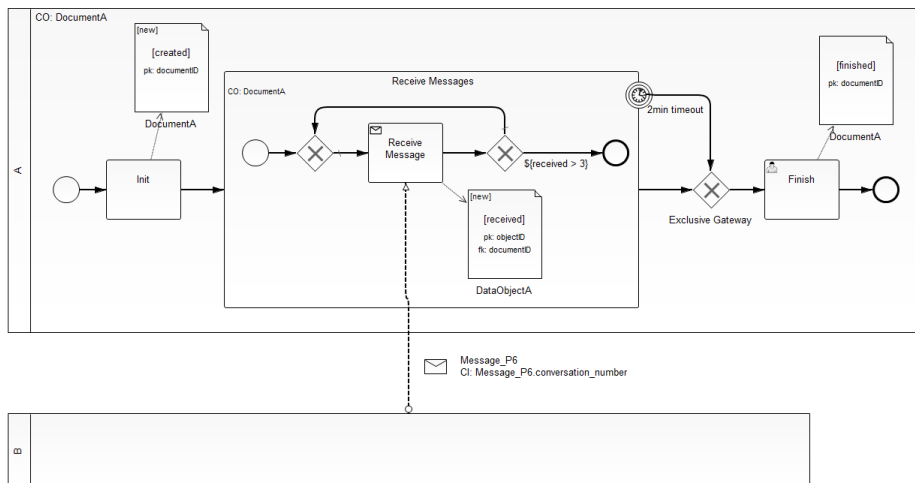 CO: DocumentA
[new]
[created]
pk: documentID
DocumentA
[finished]
pk: documentID
DocumentA
Receive Messages
CO: DocumentA
2min timeout
Receive
Message
${received > 3}
A
Init
Finish
Exclusive Gateway
[new]
[received]
pk: objectID
fk: documentID
DataObjectA
Message_P6
CI: Message_P6.conversation_number
B